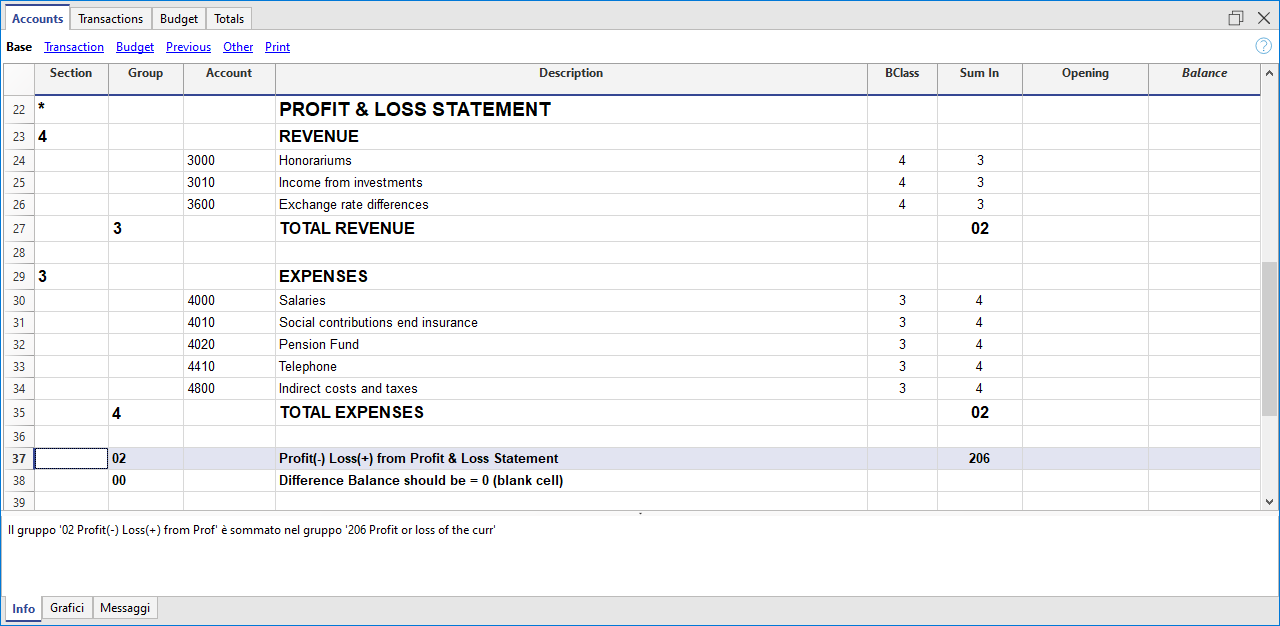 Accounts Transactions Budget Totals
Base Transaction Budget Previous Other Print
?
Section Group Account Description BClass Sum In Opening Balance
22 * PROFIT & LOSS STATEMENT
23 4 REVENUE
24 3000 Honorariums 4 3
25 3010 Income from investments 4 3
26 3600 Exchange rate differences 4 3
27 3 TOTAL REVENUE 02
28
29 3 EXPENSES
30 4000 Salaries 3 4
31 4010 Social contributions end insurance 3 4
32 4020 Pension Fund 3 4
33 4410 Telephone 3 4
34 4800 Indirect costs and taxes 3 4
35 4 TOTAL EXPENSES 02
36
37 02 Profit(-) Loss(+) from Profit & Loss Statement 206
38 00 Difference Balance should be = 0 (blank cell)
39
Il gruppo '02 Profit(-) Loss(+) from Prof' è sommato nel gruppo '206 Profit or loss of the curr'
Info Grafici Messaggi